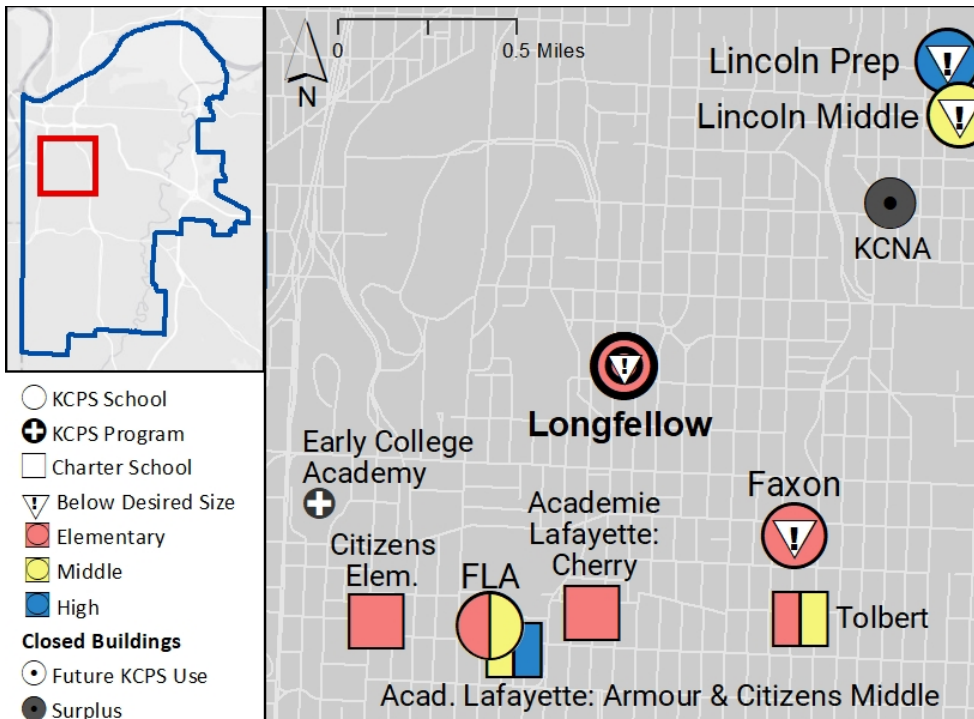 N
0
0.5 Miles
Lincoln Prep
!
Lincoln Middle
!
KCNA
!
Longfellow
Early College
Academy
Faxon
!
Academie
Lafayette:
Cherry
Citizens
Elem.
FLA
Tolbert
Acad. Lafayette: Armour & Citizens Middle
KCPS School
KCPS Program
Charter School
! Below Desired Size
Elementary
Middle
High
Closed Buildings
Future KCPS Use
Surplus